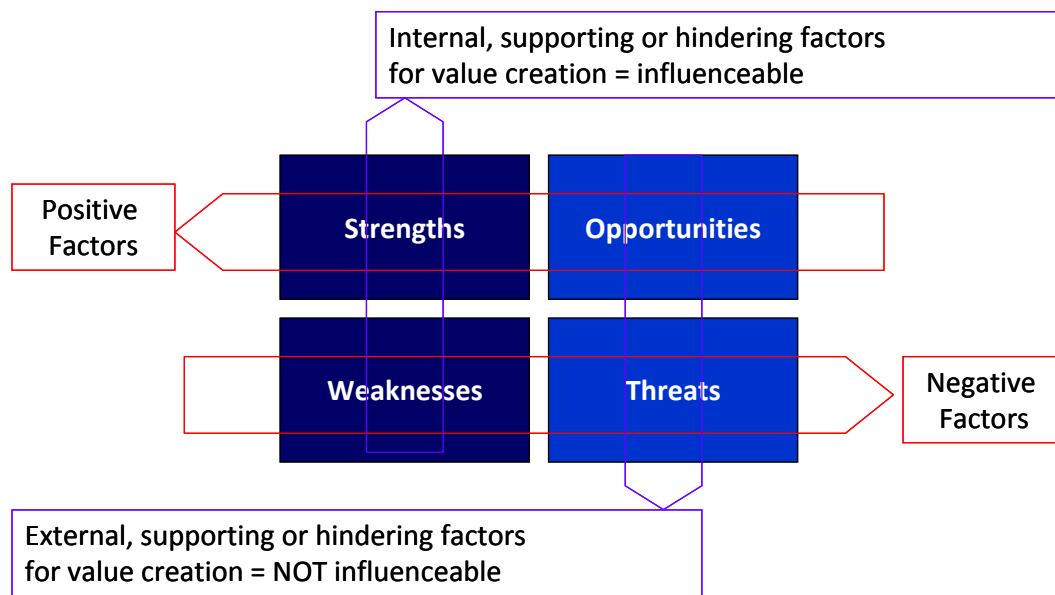 Internal, supporting or hindering factors
for value creation = influenceable
Positive
Factors
Strengths
Opportunities
Weaknesses
Threats
Negative
Factors
External, supporting or hindering factors
for value creation = NOT influenceable